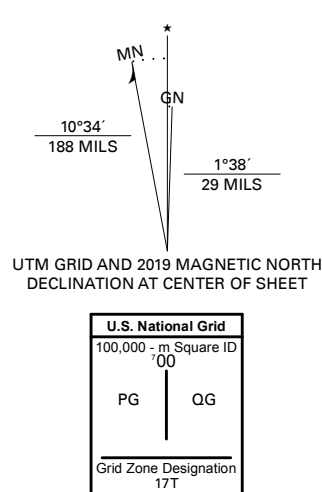 ★
MN
GN
10°34´
188 MILS
1°38´
29 MILS
UTM GRID AND 2019 MAGNETIC NORTH
DECLINATION AT CENTER OF SHEET
U.S. National Grid
100,000 - m Square ID
⁷00
PG QG
Grid Zone Designation
17T